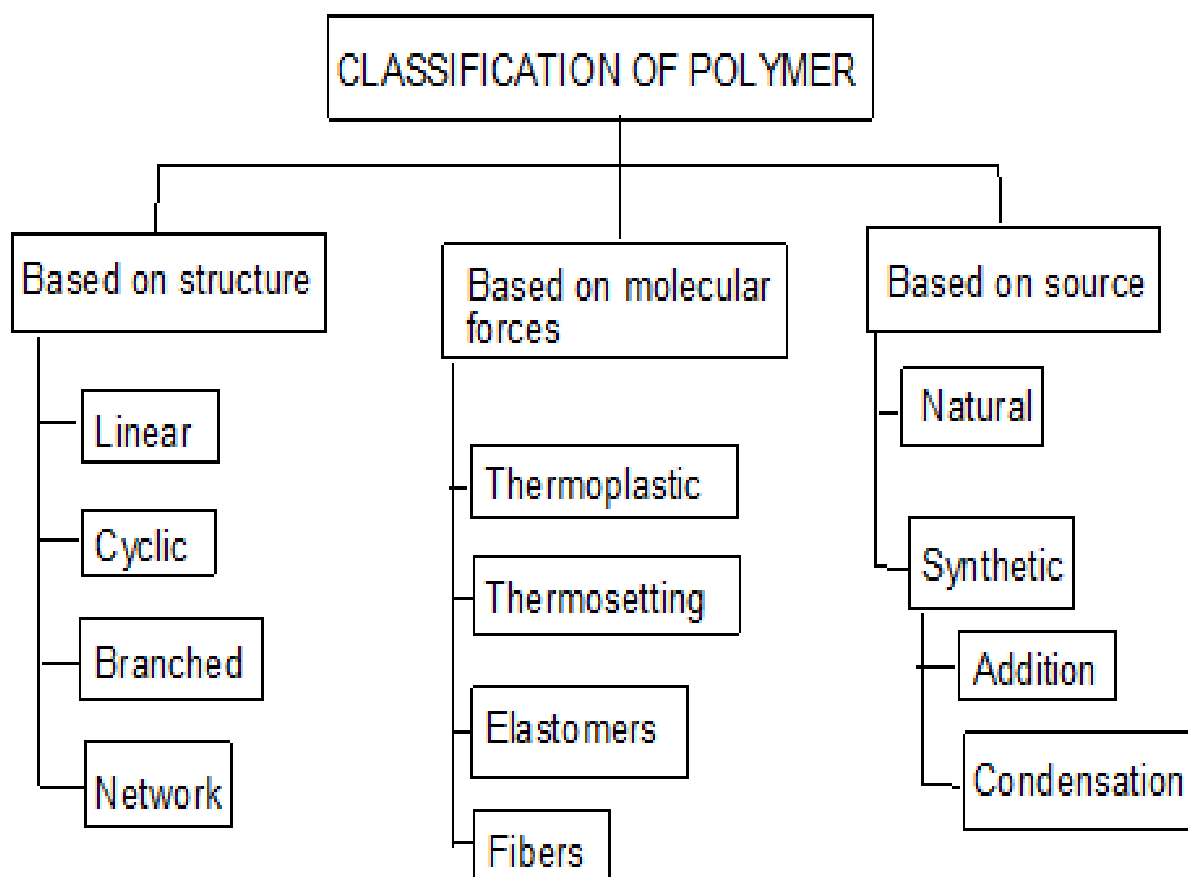 CLASSIFICATION OF POLYMER
Based on structure
Linear
Cyclic
Branched
Network
Based on molecular
forces
Thermoplastic
Thermosetting
Elastomers
Fibers
Based on source
Natural
Synthetic
Addition
Condensation